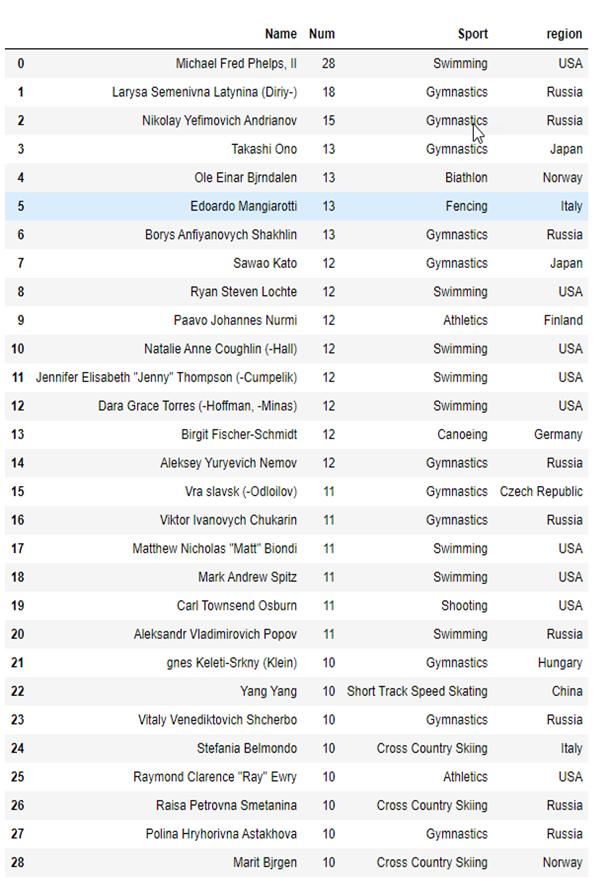 Name Num Sport region
0 Michael Fred Phelps, II 28 Swimming USA
1 Larysa Semenivna Latynina (Diriy-) 18 Gymnastics Russia
2 Nikolay Yefimovich Andrianov 15 Gymnastics Russia
3 Takashi Ono 13 Gymnastics Japan
4 Ole Einar Bjrndalen 13 Biathlon Norway
5 Edoardo Mangiarotti 13 Fencing Italy
6 Borys Anfiyanovych Shakhlin 13 Gymnastics Russia
7 Sawao Kato 12 Gymnastics Japan
8 Ryan Steven Lochte 12 Swimming USA
9 Paavo Johannes Nurmi 12 Athletics Finland
10 Natalie Anne Coughlin (-Hall) 12 Swimming USA
11 Jennifer Elisabeth "Jenny" Thompson (-Cumpelik) 12 Swimming USA
12 Dara Grace Torres (-Hoffman, -Minas) 12 Swimming USA
13 Birgit Fischer-Schmidt 12 Canoeing Germany
14 Aleksey Yuryevich Nemov 12 Gymnastics Russia
15 Vra slavsk (-Odloilov) 11 Gymnastics Czech Republic
16 Viktor Ivanovych Chukarin 11 Gymnastics Russia
17 Matthew Nicholas "Matt" Biondi 11 Swimming USA
18 Mark Andrew Spitz 11 Swimming USA
19 Carl Townsend Osburn 11 Shooting USA
20 Aleksandr Vladimirovich Popov 11 Swimming Russia
21 gnes Keleti-Srkny (Klein) 10 Gymnastics Hungary
22 Yang Yang 10 Short Track Speed Skating China
23 Vitaly Venediktovich Shcherbo 10 Gymnastics Russia
24 Stefania Belmondo 10 Cross Country Skiing Italy
25 Raymond Clarence "Ray" Ewry 10 Athletics USA
26 Raisa Petrovna Smetanina 10 Cross Country Skiing Russia
27 Polina Hryhorivna Astakhova 10 Gymnastics Russia
28 Marit Bjrgen 10 Cross Country Skiing Norway